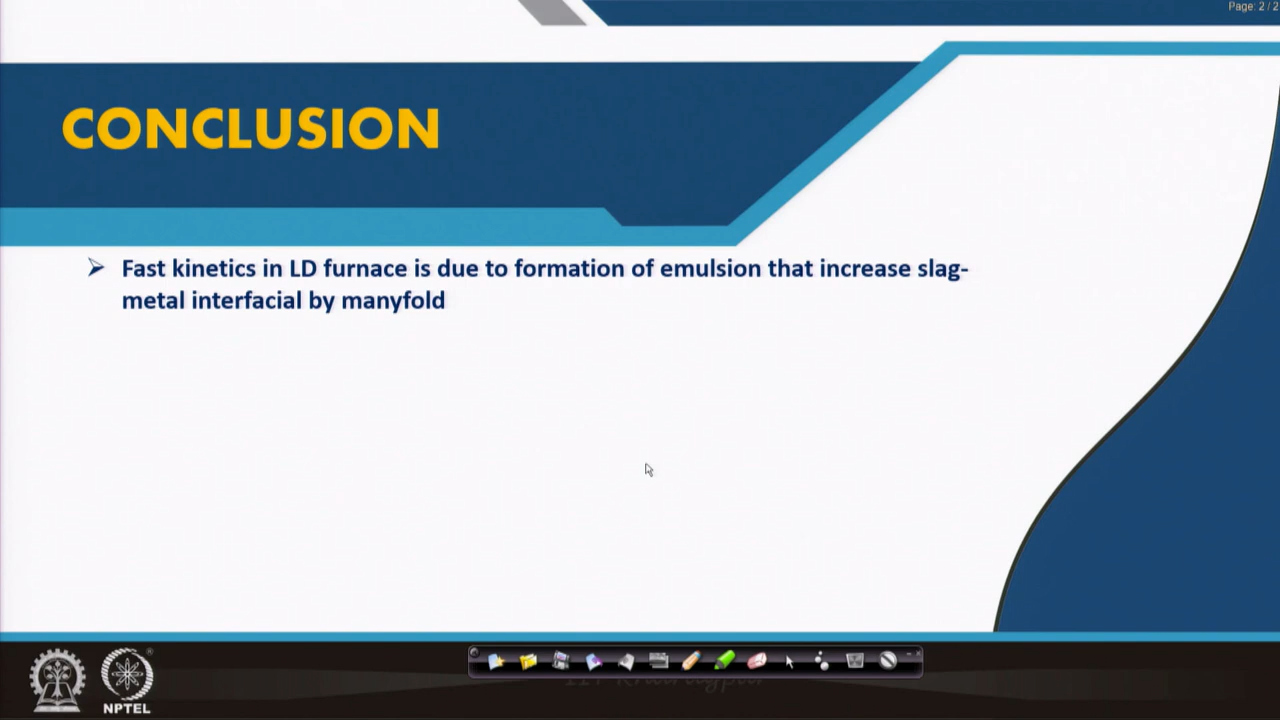 Page: 2 / 2
CONCLUSION
➢ Fast kinetics in LD furnace is due to formation of emulsion that increase slag-
metal interfacial by manyfold
NPTEL